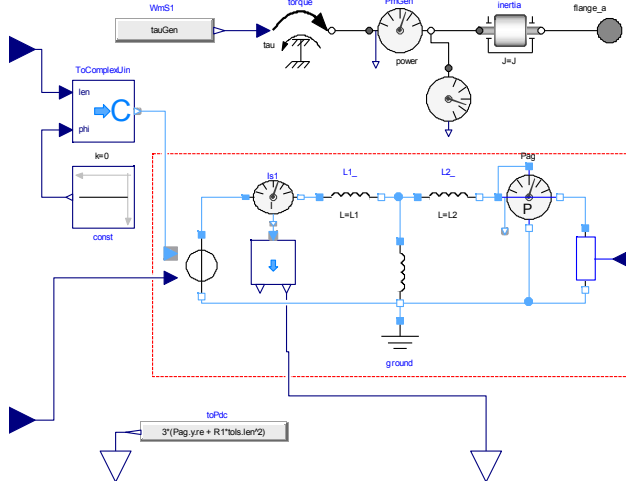 WmS1
tauGen
torque
tau
PmGen
power
inertia
J=J
flange_a
ToComplexUin
len
phi
C
k=0
const
Is1
I
L1_
L=L1
L2_
L=L2
Pag
P
ground
toPdc
3*(Pag.y.re + R1*toIs.len^2)